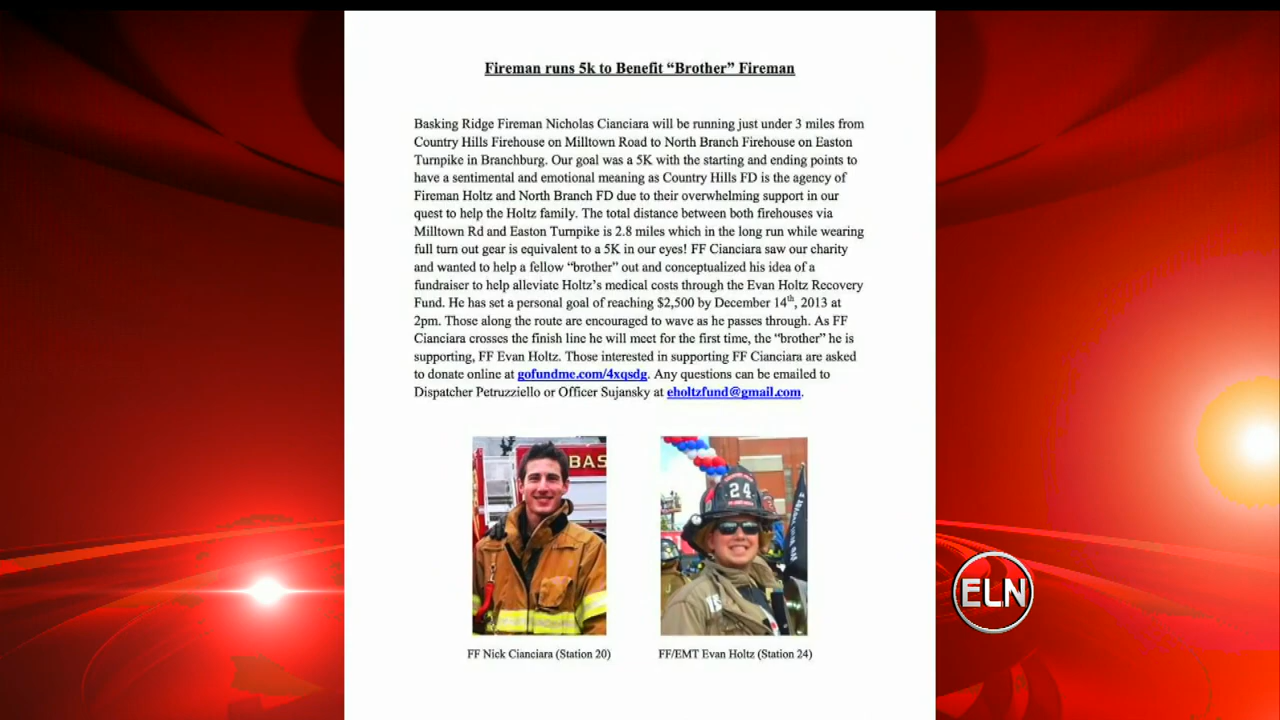 Fireman runs 5k to Benefit “Brother” Fireman
Basking Ridge Fireman Nicholas Cianciara will be running just under 3 miles from
Country Hills Firehouse on Milltown Road to North Branch Firehouse on Easton
Turnpike in Branchburg. Our goal was a 5K with the starting and ending points to
have a sentimental and emotional meaning as Country Hills FD is the agency of
Fireman Holtz and North Branch FD due to their overwhelming support in our
quest to help the Holtz family. The total distance between both firehouses via
Milltown Rd and Easton Turnpike is 2.8 miles which in the long run while wearing
full turn out gear is equivalent to a 5K in our eyes! FF Cianciara saw our charity
and wanted to help a fellow “brother” out and conceptualized his idea of a
fundraiser to help alleviate Holtz’s medical costs through the Evan Holtz Recovery
Fund. He has set a personal goal of reaching $2,500 by December 14th, 2013 at
2pm. Those along the route are encouraged to wave as he passes through. As FF
Cianciara crosses the finish line he will meet for the first time, the “brother” he is
supporting, FF Evan Holtz. Those interested in supporting FF Cianciara are asked
to donate online at gofundme.com/4xqsdg. Any questions can be emailed to
Dispatcher Petruzziello or Officer Sujansky at eholtzfund@gmail.com.
BAS
24
ELN
FF Nick Cianciara (Station 20)
FF/EMT Evan Holtz (Station 24)